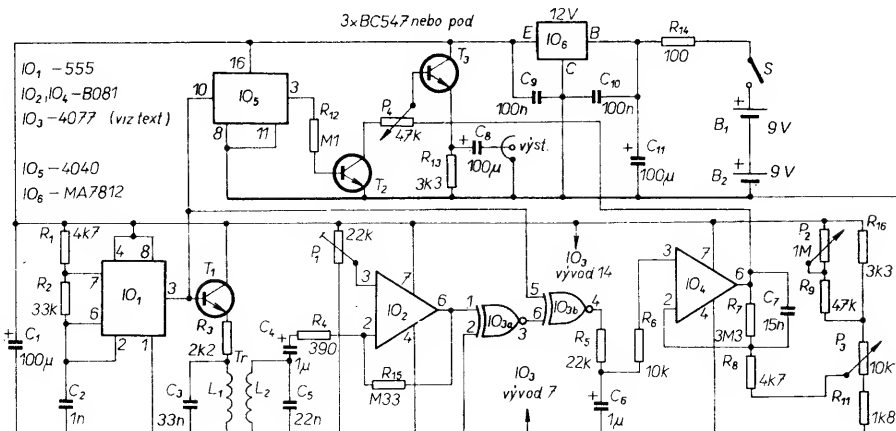 3×BC547 nebo pod
12V
E
IO6
B
C
R14
100
S
IO1 -555
IO2,IO4-B081
IO3-4077 (viz text)
IO5-4040
IO6-MA7812
16
10
IO5
3
8
11
R12
M1
P4
47k
T3
T2
R13
3k3
C8
100µ
výst.
C9
100n
C10
100n
C11
100µ
B1
9V
B2
9V
R1
4k7
R2
33k
4
8
7
IO1
3
6
2
1
C1
100µ
C2
1n
T1
R3
2k2
Tr
C3
33n
L1
L2
C4
1µ
R4
390
C5
22n
22k
P1
3
7
IO2
6
2
4
R15
M33
1
2
IO3a
3
IO3
vývod 14
5
6
IO3b
4
IO3
vývod 7
R5
22k
C6
1µ
R6
10k
3
7
IO4
6
2
4
R7
3M3
C7
15n
R8
4k7
P2
1M
R9
47k
R16
3k3
P3
10k
R11
1k8